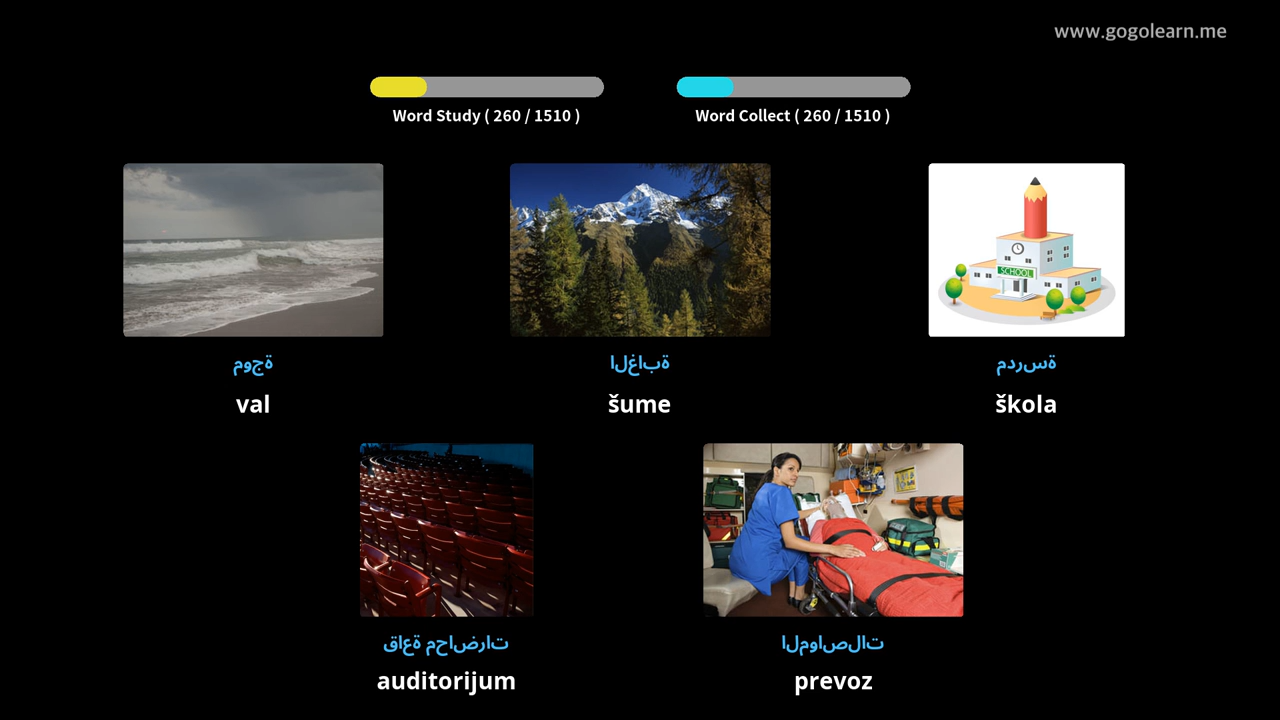 www.gogolearn.me
Word Study ( 260 / 1510 )
Word Collect ( 260 / 1510 )
SCHOOL
موجة
الغابة
مدرسة
val
šume
škola
قاعة محاضرات
المواصلات
auditorijum
prevoz